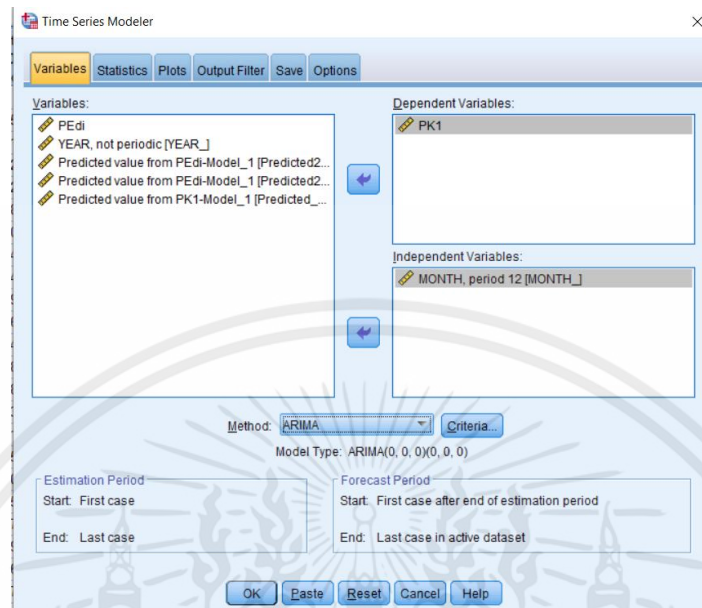 Time Series Modeler
Variables Statistics Plots Output Filter Save Options
Variables:
PEdi
YEAR, not periodic [YEAR_]
Predicted value from PEdi-Model_1 [Predicted2...
Predicted value from PEdi-Model_1 [Predicted2...
Predicted value from PK1-Model_1 [Predicted_...
Dependent Variables:
PK1
Independent Variables:
MONTH, period 12 [MONTH_]
Method: ARIMA Criteria...
Model Type: ARIMA(0, 0, 0)(0, 0, 0)
Estimation Period
Start: First case
End: Last case
Forecast Period
Start: First case after end of estimation period
End: Last case in active dataset
OK Paste Reset Cancel Help